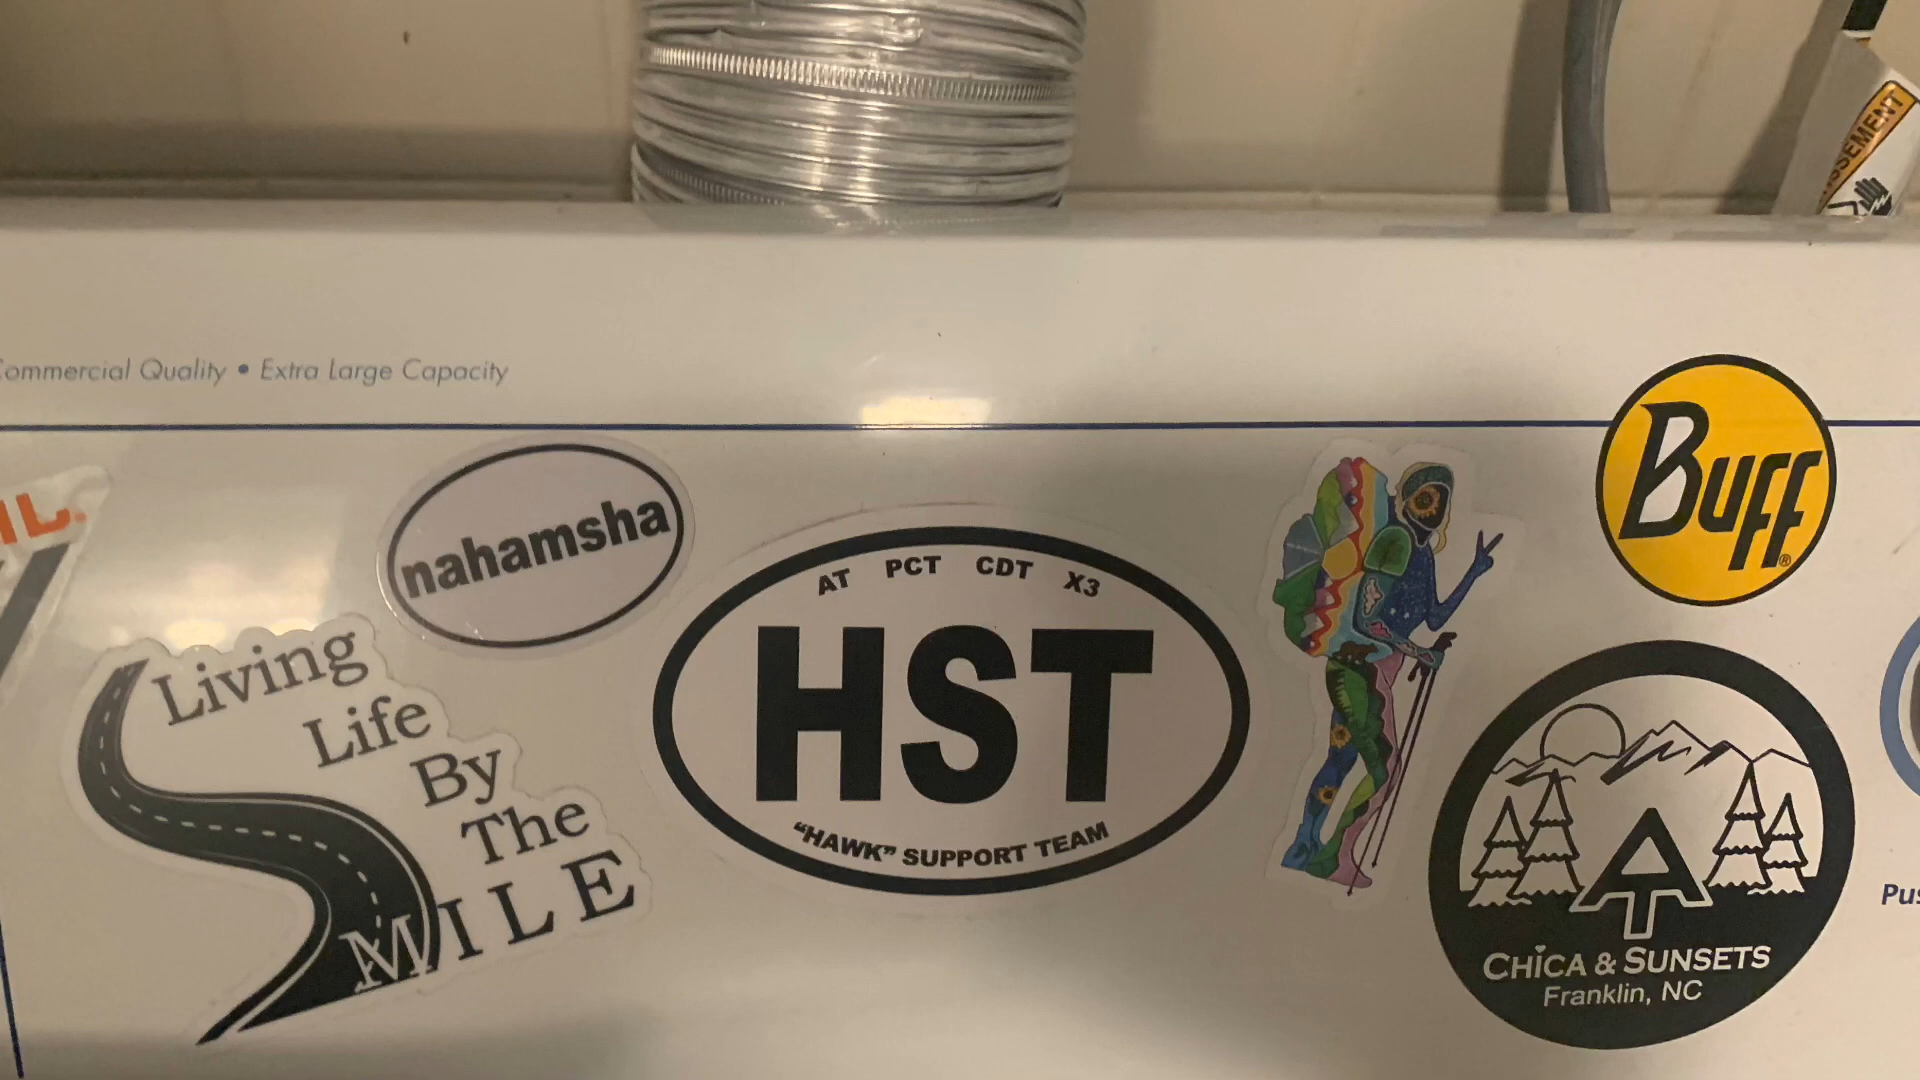 Commercial Quality • Extra Large Capacity
nahamsha
Living
Life
By
The
MILE
AT PCT CDT X3
HST
"HAWK" SUPPORT TEAM
BUFF®
CHICA & SUNSETS
Franklin, NC